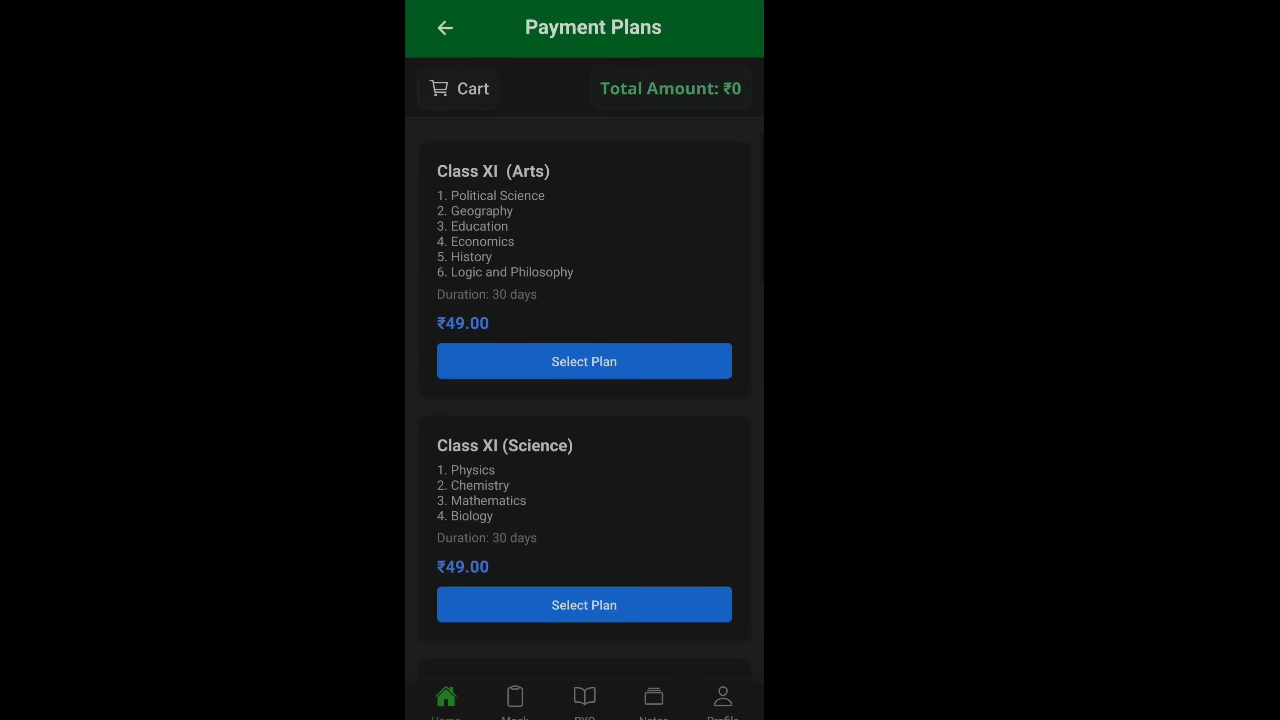 Payment Plans
Cart
Total Amount: ₹0
Class XI  (Arts)
1. Political Science
2. Geography
3. Education
4. Economics
5. History
6. Logic and Philosophy
Duration: 30 days
₹49.00
Select Plan
Class XI (Science)
1. Physics
2. Chemistry
3. Mathematics
4. Biology
Duration: 30 days
₹49.00
Select Plan